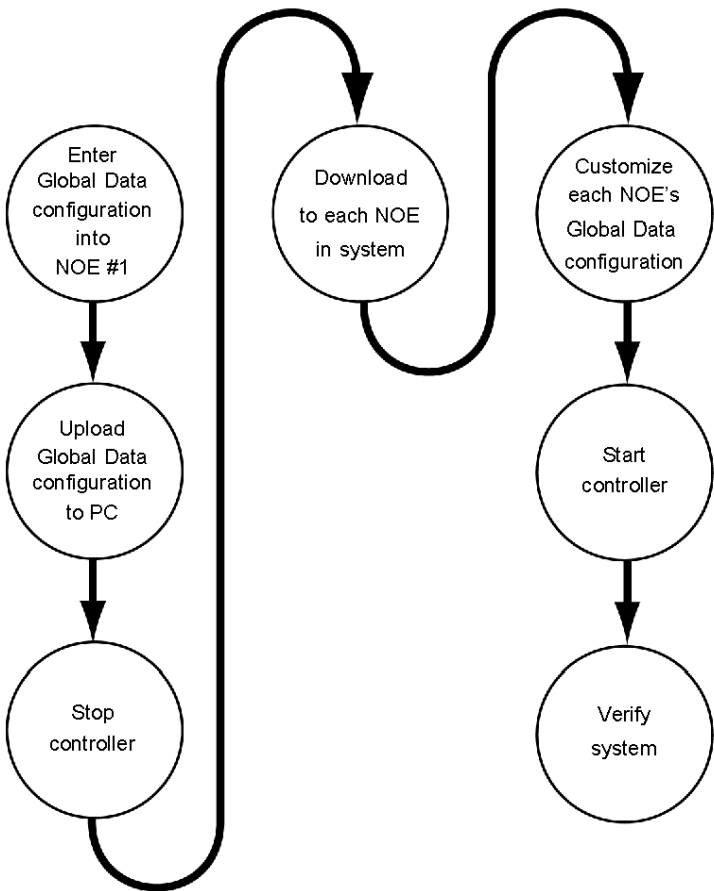 Enter
Global Data
configuration
into
NOE #1
Upload
Global Data
configuration
to PC
Stop
controller
Download
to each NOE
in system
Customize
each NOE's
Global Data
configuration
Start
controller
Verify
system